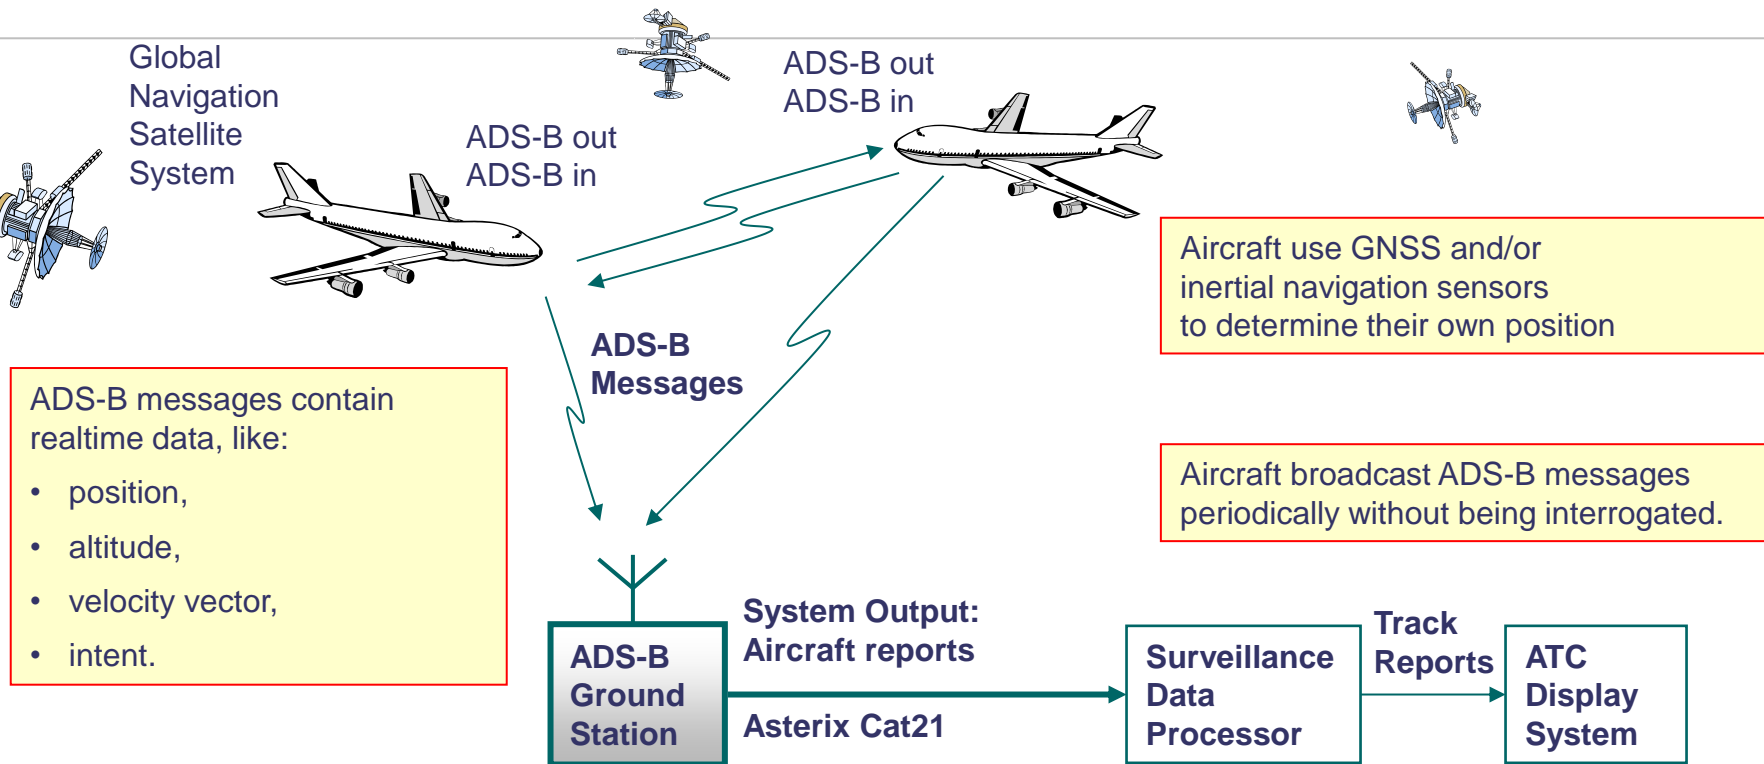 Global
Navigation
Satellite
System
ADS-B out
ADS-B in
ADS-B out
ADS-B in
Aircraft use GNSS and/or
inertial navigation sensors
to determine their own position
ADS-B
Messages
ADS-B messages contain
realtime data, like:
• position,
• altitude,
• velocity vector,
• intent.
Aircraft broadcast ADS-B messages
periodically without being interrogated.
ADS-B
Ground
Station
System Output:
Aircraft reports
Asterix Cat21
Surveillance
Data
Processor
Track
Reports
ATC
Display
System